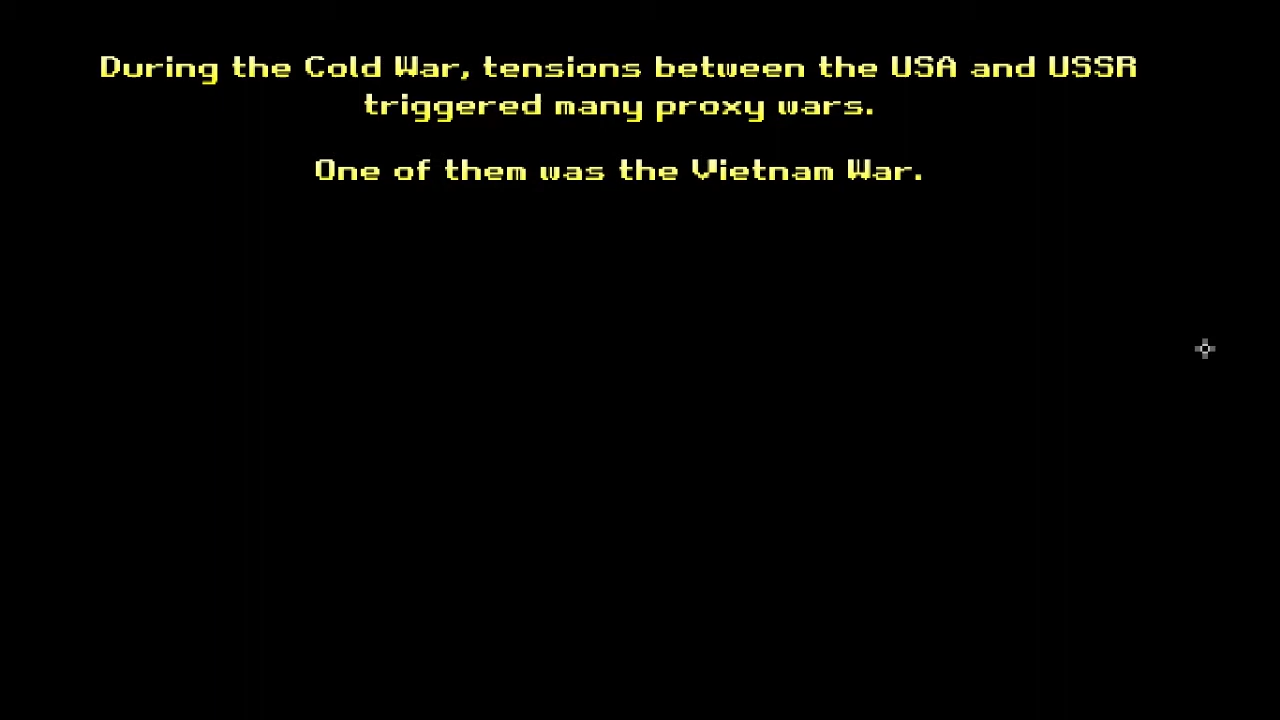 During the Cold War, tensions between the USA and USSR
triggered many proxy wars.
One of them was the Vietnam War.